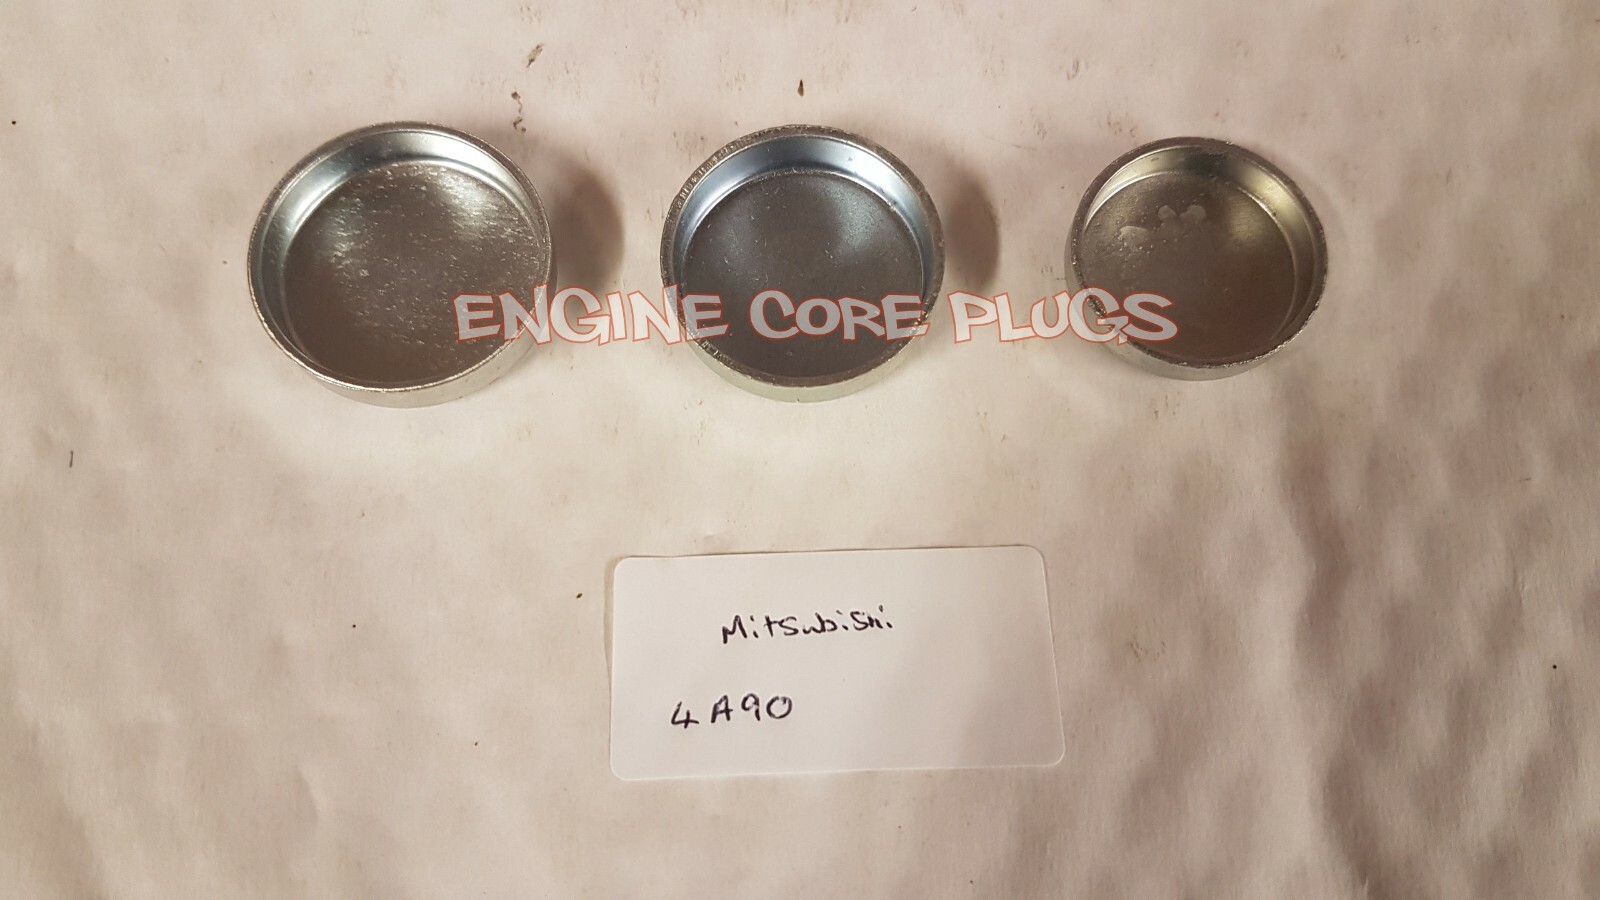 ENGINE CORE PLUGS
Mitsubishi
4A90